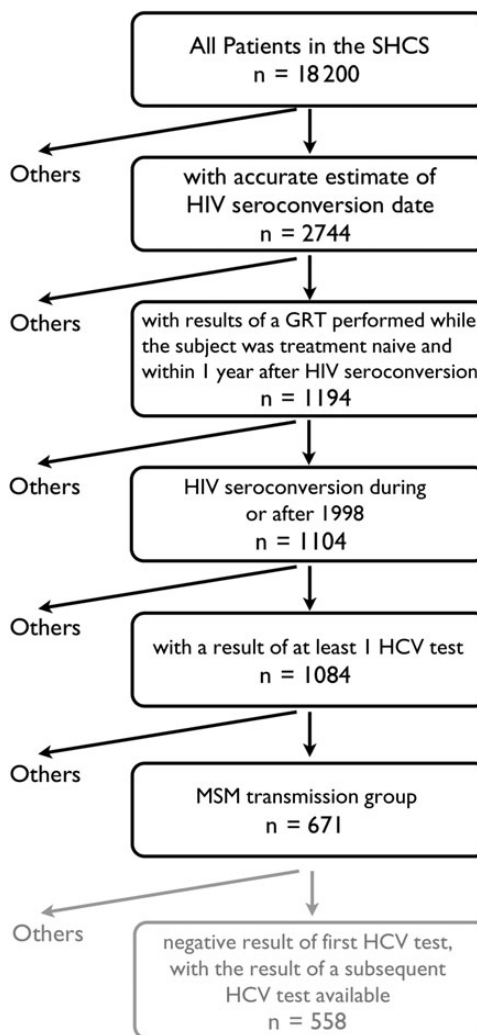 All Patients in the SHCS
n = 18 200
Others
with accurate estimate of
HIV seroconversion date
n = 2744
Others
with results of a GRT performed while
the subject was treatment naive and
within 1 year after HIV seroconversion
n = 1194
Others
HIV seroconversion during
or after 1998
n = 1104
Others
with a result of at least 1 HCV test
n = 1084
Others
MSM transmission group
n = 671
Others
negative result of first HCV test,
with the result of a subsequent
HCV test available
n = 558